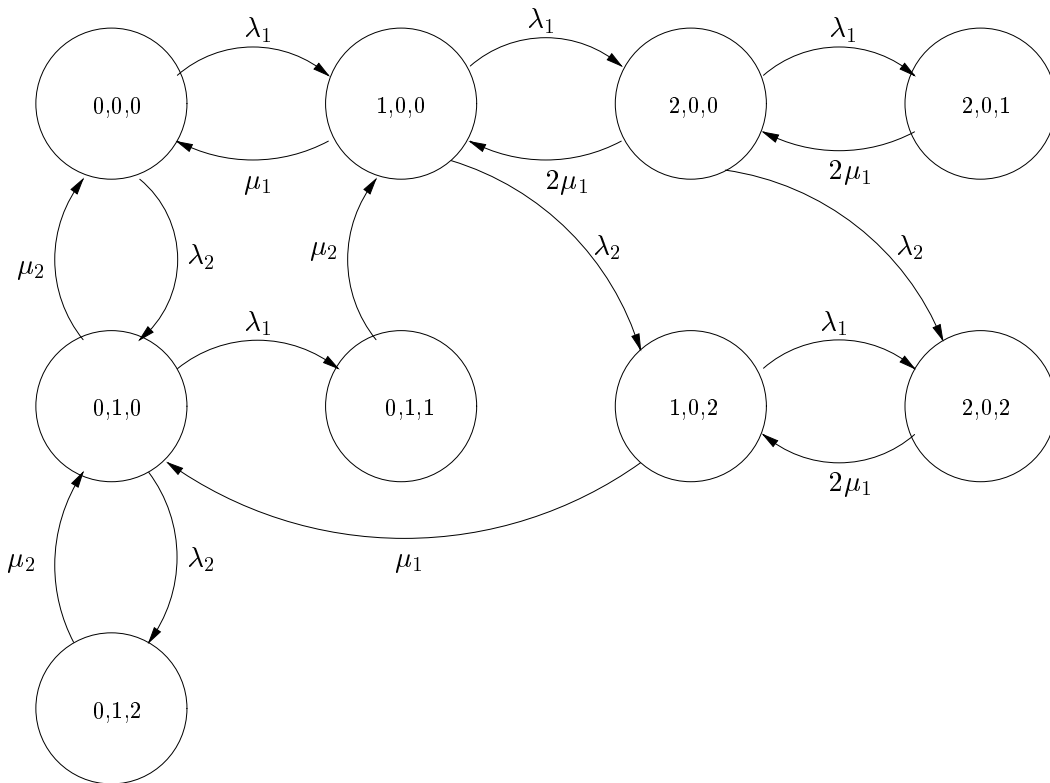 λ₁
λ₁
λ₁
0,0,0
1,0,0
2,0,0
2,0,1
μ₁
2μ₁
2μ₁
μ₂
λ₂
μ₂
λ₂
λ₂
λ₁
λ₁
0,1,0
0,1,1
1,0,2
2,0,2
2μ₁
μ₂
λ₂
μ₁
0,1,2